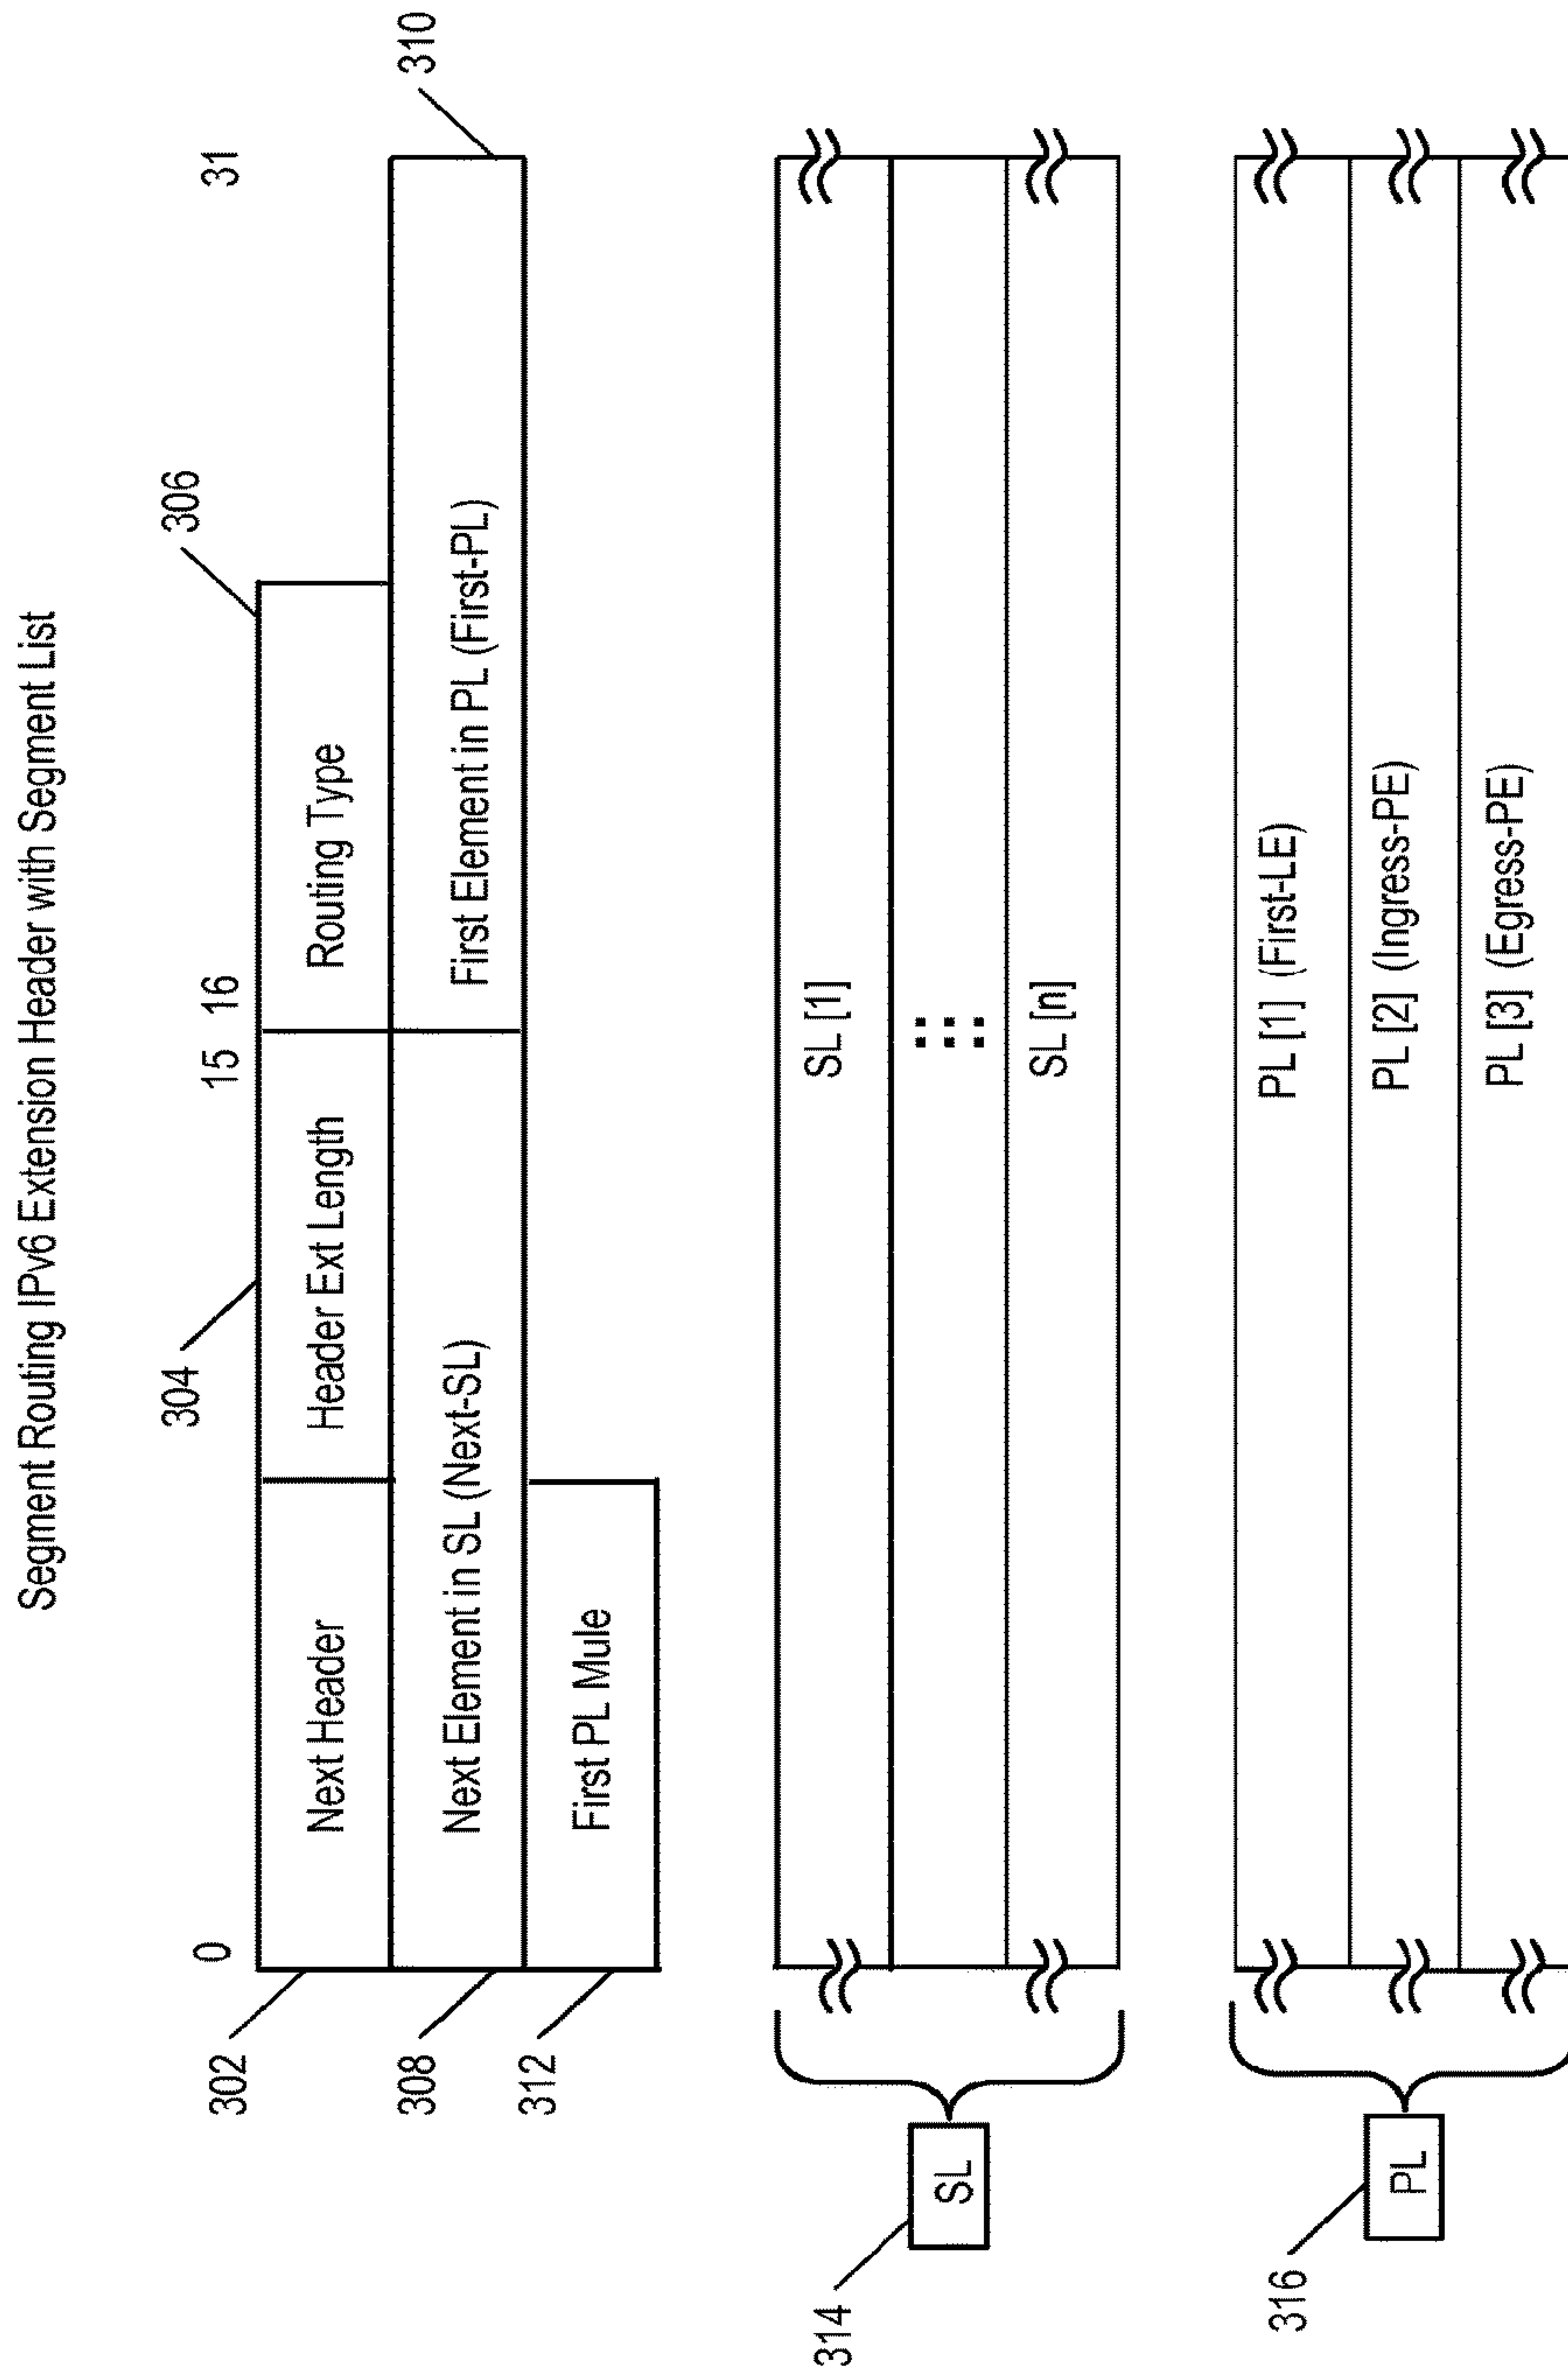 Segment Routing IPv6 Extension Header with Segment List
304
306
310
0
15
16
31
302
Next Header
Header Ext Length
Routing Type
308
Next Element in SL (Next-SL)
First Element in PL (First-PL)
312
First PL Mule
314
SL
SL [1]
SL [n]
316
PL
PL [1] (First-LE)
PL [2] (Ingress-PE)
PL [3] (Egress-PE)